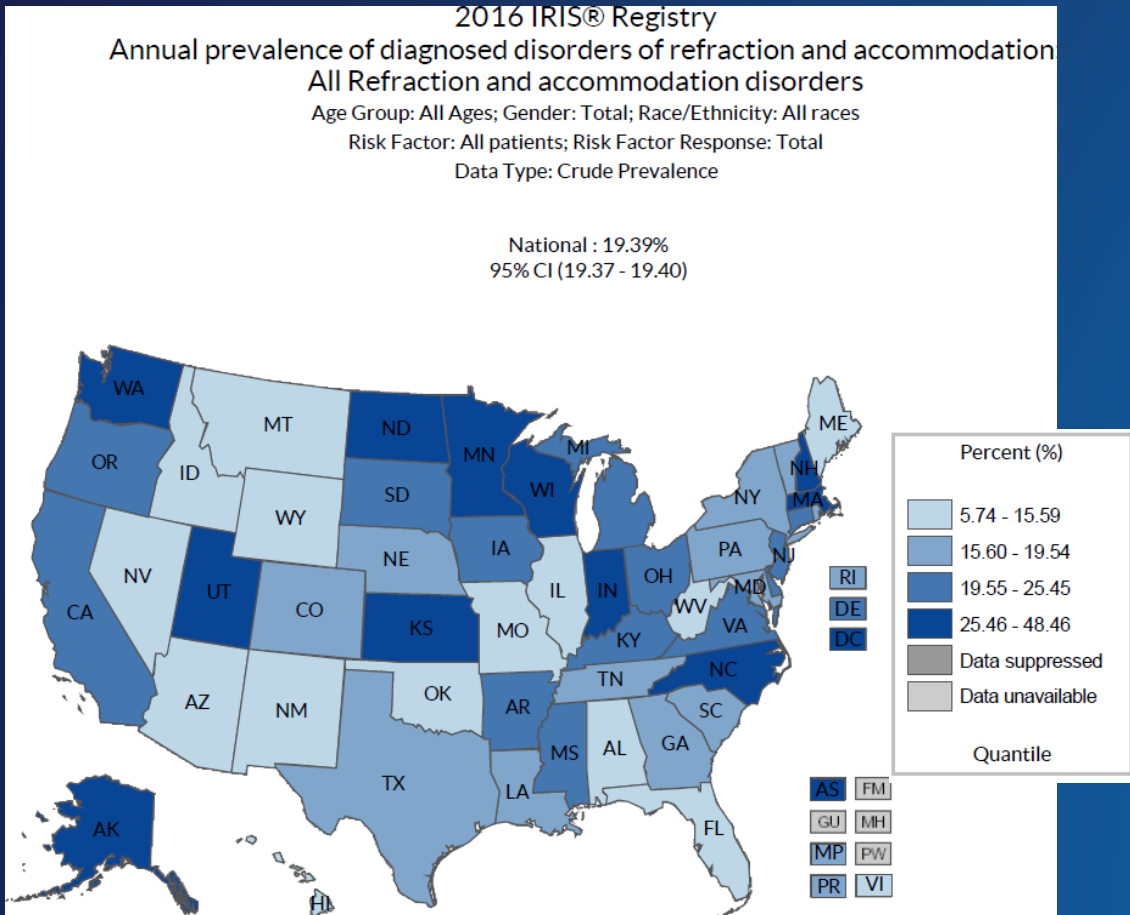 2016 IRIS® Registry
Annual prevalence of diagnosed disorders of refraction and accommodation:
All Refraction and accommodation disorders
Age Group: All Ages; Gender: Total; Race/Ethnicity: All races
Risk Factor: All patients; Risk Factor Response: Total
Data Type: Crude Prevalence
National : 19.39%
95% CI (19.37 - 19.40)
WA
MT
ND
MN
MI
ME
OR
ID
SD
WI
NH
WY
NY
MA
IA
NE
PA
NJ
NV
UT
CO
IL
IN
OH
MD
CA
KS
MO
WV
KY
VA
AZ
NM
OK
AR
TN
NC
SC
MS
AL
GA
TX
LA
FL
AK
HI
RI
DE
DC
Percent (%)
5.74 - 15.59
15.60 - 19.54
19.55 - 25.45
25.46 - 48.46
Data suppressed
Data unavailable
Quantile
AS FM
GU MH
MP PW
PR VI